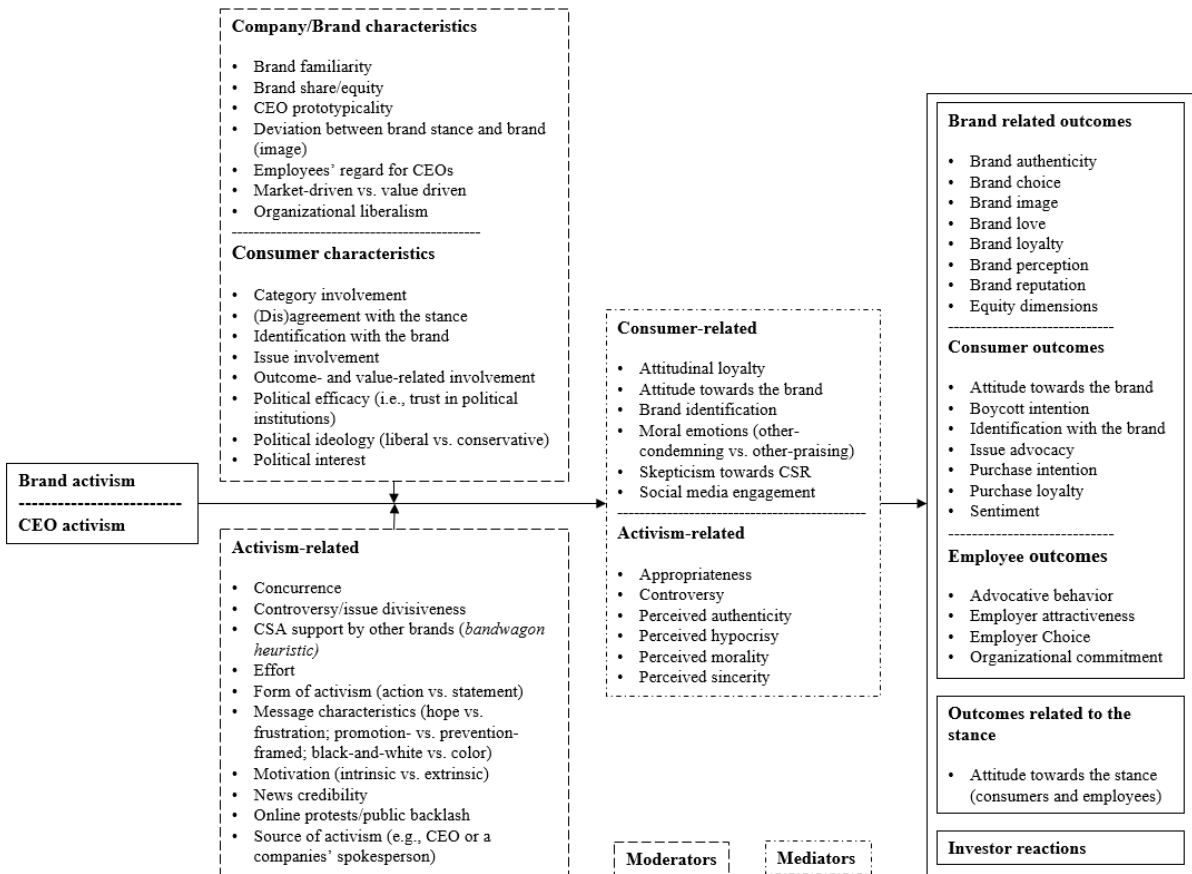 Company/Brand characteristics
• Brand familiarity
• Brand share/equity
• CEO prototypicality
• Deviation between brand stance and brand
(image)
• Employees’ regard for CEOs
• Market-driven vs. value driven
• Organizational liberalism
Consumer characteristics
• Category involvement
• (Dis)agreement with the stance
• Identification with the brand
• Issue involvement
• Outcome- and value-related involvement
• Political efficacy (i.e., trust in political
institutions)
• Political ideology (liberal vs. conservative)
• Political interest
Brand activism
CEO activism
Activism-related
• Concurrence
• Controversy/issue divisiveness
• CSA support by other brands (bandwagon
heuristic)
• Effort
• Form of activism (action vs. statement)
• Message characteristics (hope vs.
frustration; promotion- vs. prevention-
framed; black-and-white vs. color)
• Motivation (intrinsic vs. extrinsic)
• News credibility
• Online protests/public backlash
• Source of activism (e.g., CEO or a
companies’ spokesperson)
Consumer-related
• Attitudinal loyalty
• Attitude towards the brand
• Brand identification
• Moral emotions (other-
condemning vs. other-praising)
• Skepticism towards CSR
• Social media engagement
Activism-related
• Appropriateness
• Controversy
• Perceived authenticity
• Perceived hypocrisy
• Perceived morality
• Perceived sincerity
Moderators
Mediators
Brand related outcomes
• Brand authenticity
• Brand choice
• Brand image
• Brand love
• Brand loyalty
• Brand perception
• Brand reputation
• Equity dimensions
Consumer outcomes
• Attitude towards the brand
• Boycott intention
• Identification with the brand
• Issue advocacy
• Purchase intention
• Purchase loyalty
• Sentiment
Employee outcomes
• Advocative behavior
• Employer attractiveness
• Employer Choice
• Organizational commitment
Outcomes related to the
stance
• Attitude towards the stance
(consumers and employees)
Investor reactions